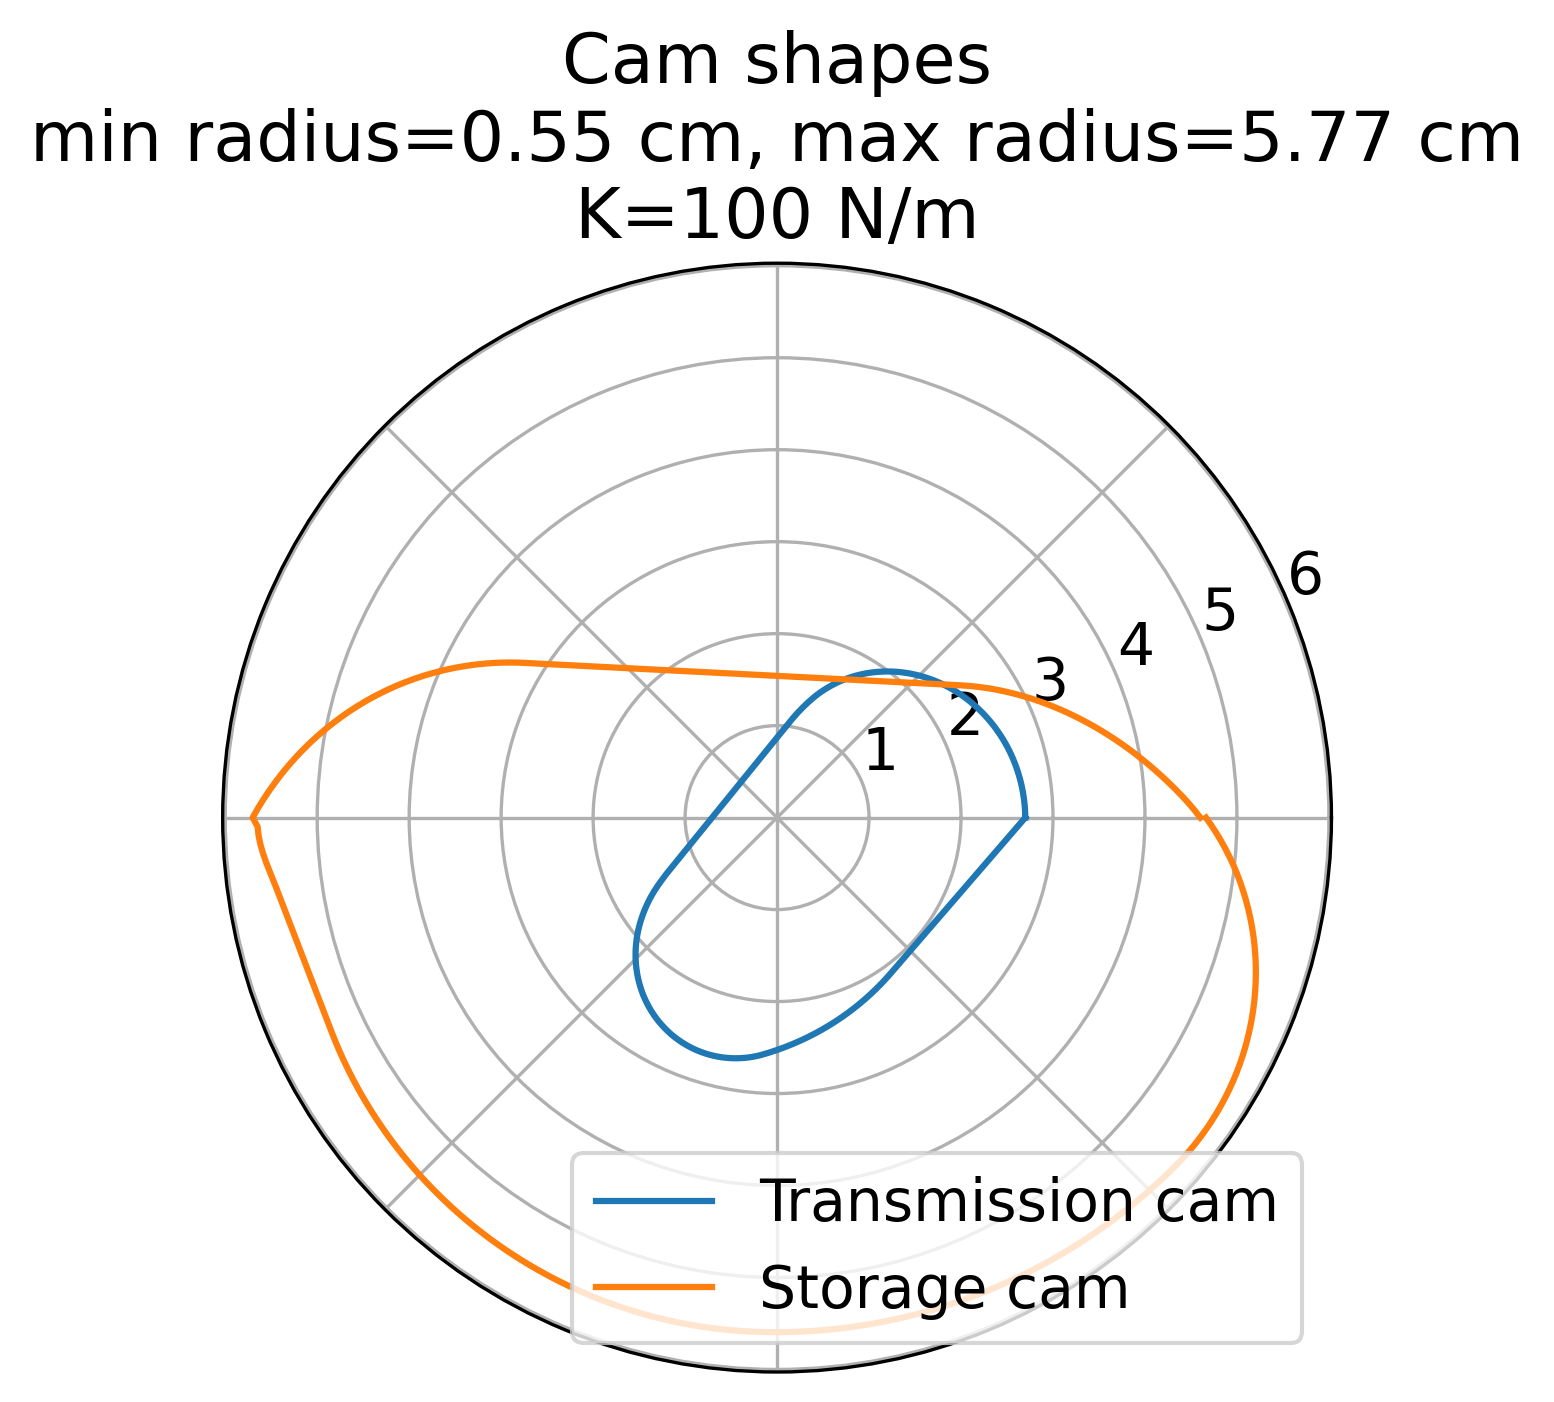 Cam shapes
min radius=0.55 cm, max radius=5.77 cm
K=100 N/m
6
5
4
3
2
1
Transmission cam
Storage cam